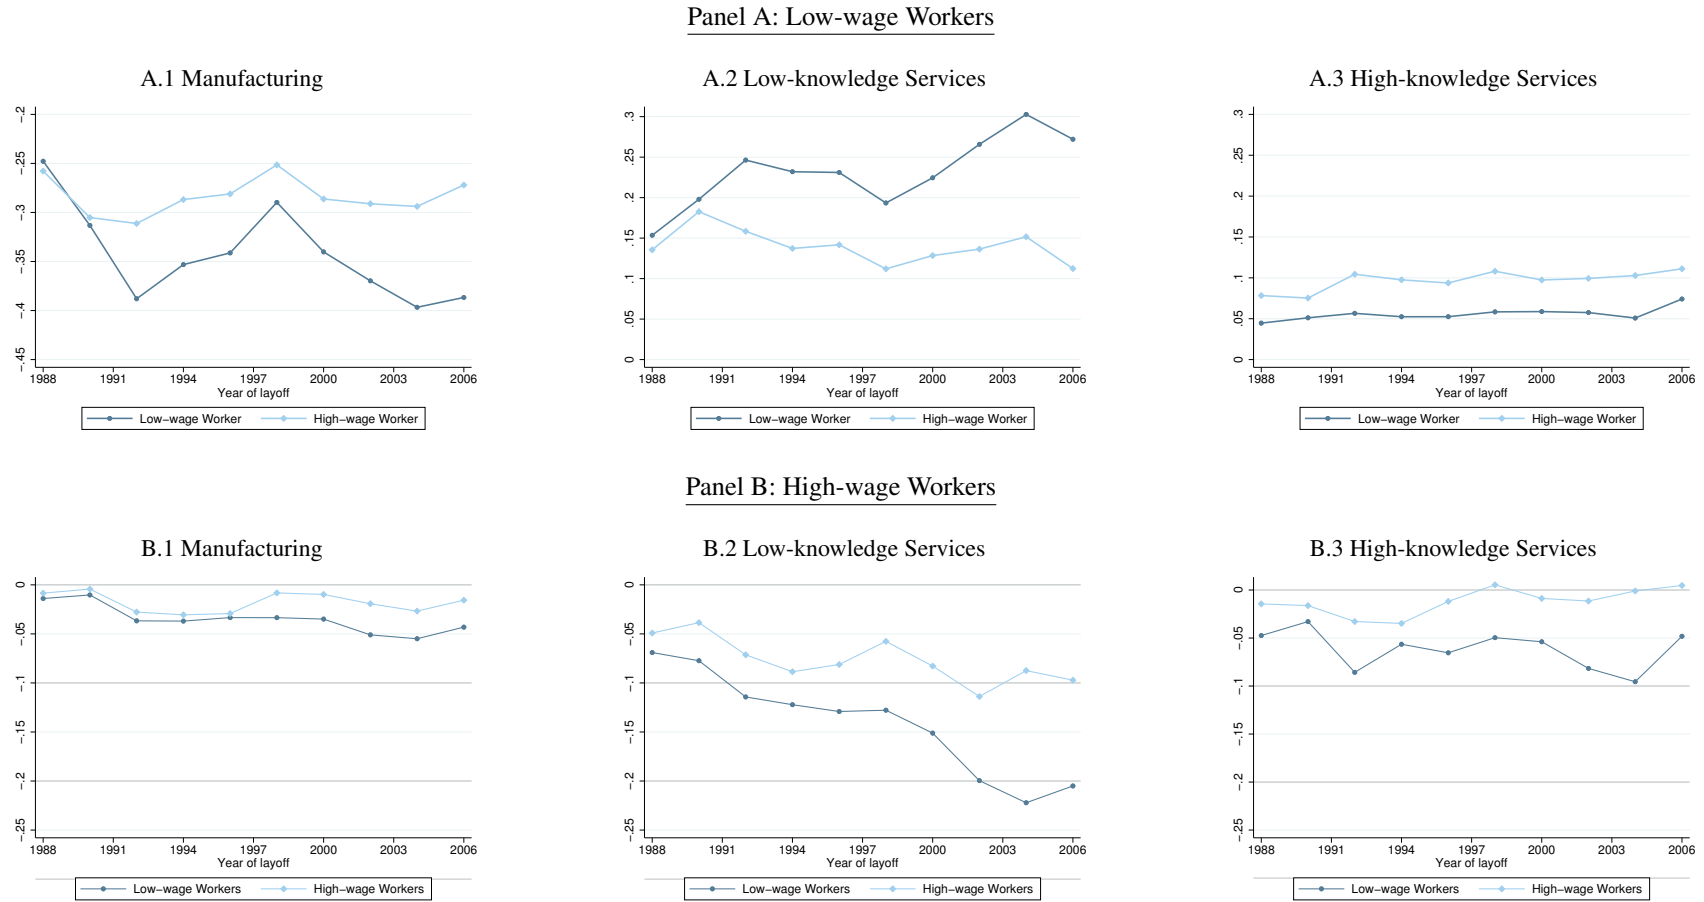 Panel A: Low-wage Workers
A.1 Manufacturing
−.2
−.25
−.3
−.35
−.4
−.45
1988 1991 1994 1997 2000 2003 2006
Year of layoff
Low−wage Worker High−wage Worker
A.2 Low-knowledge Services
.3
.25
.2
.15
.1
.05
0
1988 1991 1994 1997 2000 2003 2006
Year of layoff
Low−wage Worker High−wage Worker
A.3 High-knowledge Services
.3
.25
.2
.15
.1
.05
0
1988 1991 1994 1997 2000 2003 2006
Year of layoff
Low−wage Worker High−wage Worker
Panel B: High-wage Workers
B.1 Manufacturing
0
−.05
−.1
−.15
−.2
−.25
1988 1991 1994 1997 2000 2003 2006
Year of layoff
Low−wage Workers High−wage Workers
B.2 Low-knowledge Services
0
−.05
−.1
−.15
−.2
−.25
1988 1991 1994 1997 2000 2003 2006
Year of layoff
Low−wage Workers High−wage Workers
B.3 High-knowledge Services
0
−.05
−.1
−.15
−.2
−.25
1988 1991 1994 1997 2000 2003 2006
Year of layoff
Low−wage Workers High−wage Workers